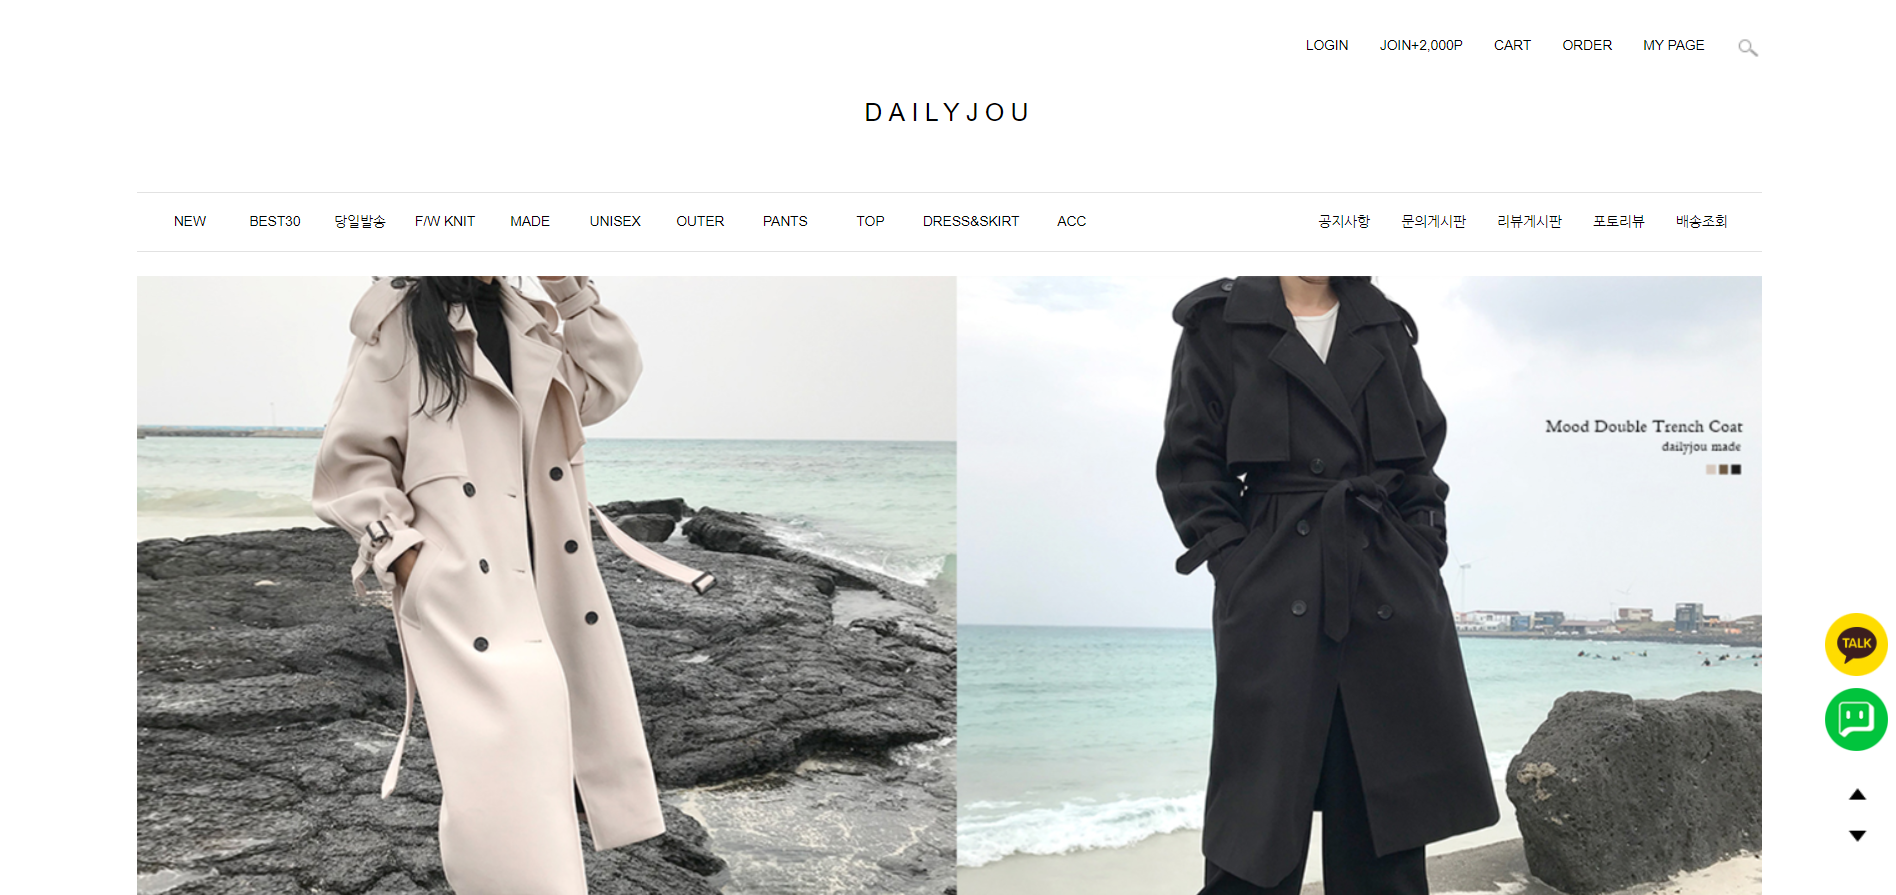 LOGIN JOIN+2,000P CART ORDER MY PAGE
DAILYJOU
NEW BEST30 당일발송 F/W KNIT MADE UNISEX OUTER PANTS TOP DRESS&SKIRT ACC 공지사항 문의게시판 리뷰게시판 포토리뷰 배송조회
Mood Double Trench Coat
dailyjou made
TALK